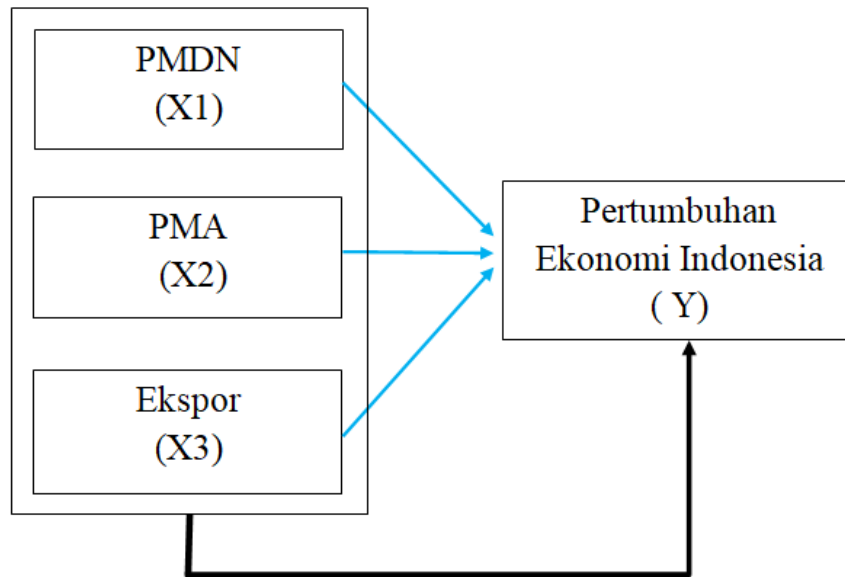 PMDN
(X1)
PMA
(X2)
Ekspor
(X3)
Pertumbuhan
Ekonomi Indonesia
( Y)